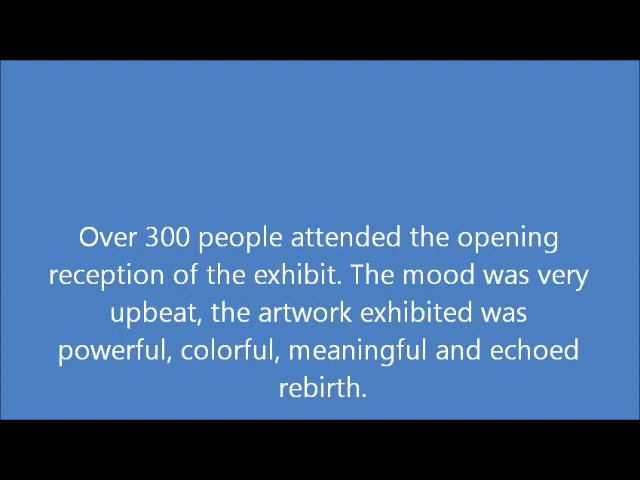 Over 300 people attended the opening
reception of the exhibit. The mood was very
upbeat, the artwork exhibited was
powerful, colorful, meaningful and echoed
rebirth.